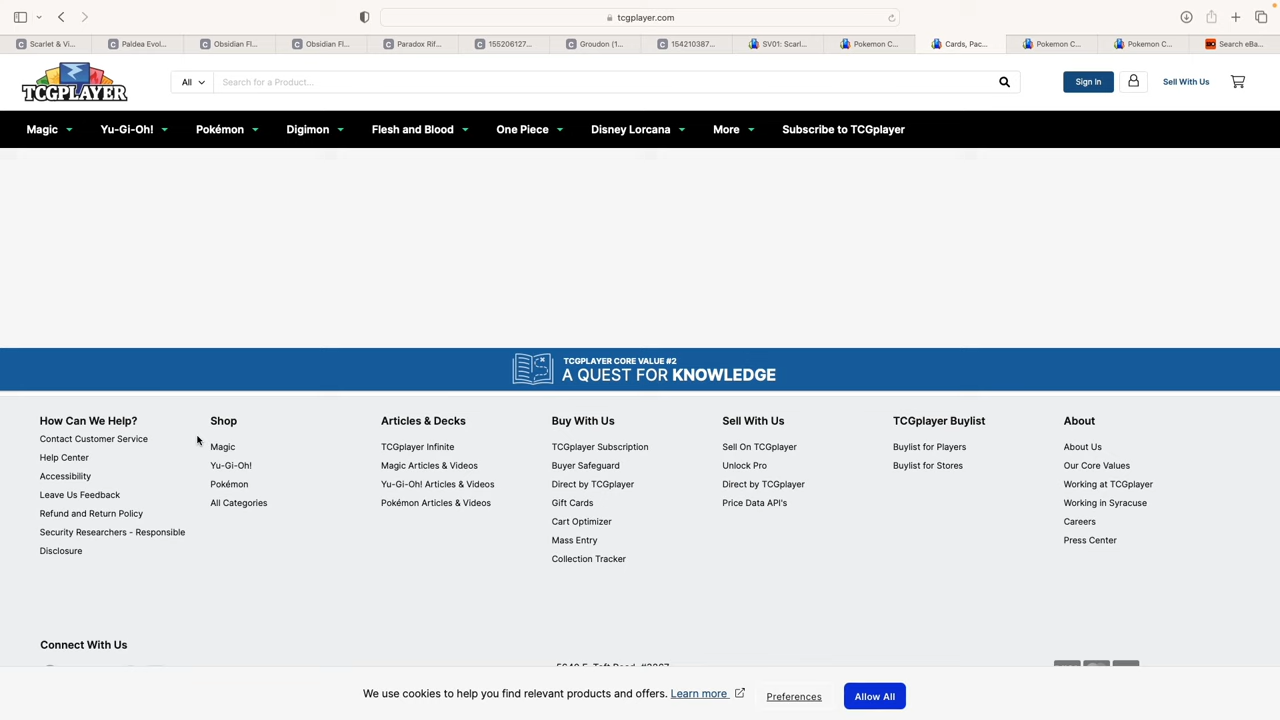 tcgplayer.com
Scarlet & Vi... Paldea Evol... Obsidian Fl... Obsidian Fl... Paradox Rif... 155206127... Groudon (1... 154210387... SV01: Scarl... Pokemon C... Cards, Pac... Pokemon C... Pokemon C... Search eBa...
TCGPLAYER All Search for a Product... Sign In Sell With Us
Magic Yu-Gi-Oh! Pokémon Digimon Flesh and Blood One Piece Disney Lorcana More Subscribe to TCGplayer
TCGPLAYER CORE VALUE #2
A QUEST FOR KNOWLEDGE
How Can We Help?
Contact Customer Service
Help Center
Accessibility
Leave Us Feedback
Refund and Return Policy
Security Researchers - Responsible
Disclosure
Shop
Magic
Yu-Gi-Oh!
Pokémon
All Categories
Articles & Decks
TCGplayer Infinite
Magic Articles & Videos
Yu-Gi-Oh! Articles & Videos
Pokémon Articles & Videos
Buy With Us
TCGplayer Subscription
Buyer Safeguard
Direct by TCGplayer
Gift Cards
Cart Optimizer
Mass Entry
Collection Tracker
Sell With Us
Sell On TCGplayer
Unlock Pro
Direct by TCGplayer
Price Data API's
TCGplayer Buylist
Buylist for Players
Buylist for Stores
About
About Us
Our Core Values
Working at TCGplayer
Working in Syracuse
Careers
Press Center
Connect With Us
We use cookies to help you find relevant products and offers. Learn more Preferences Allow All